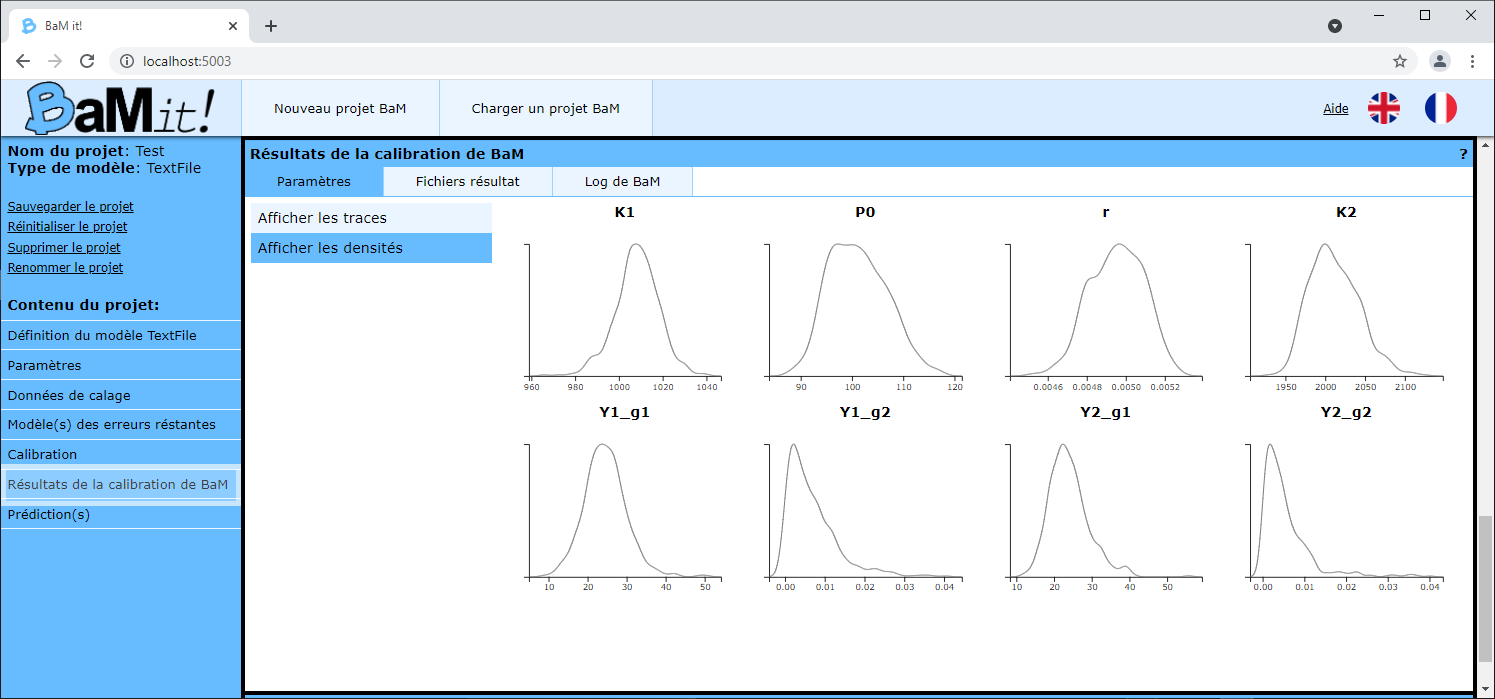 BaM it!
localhost:5003
BaM it!
Nouveau projet BaM
Charger un projet BaM
Aide
Nom du projet: Test
Type de modèle: TextFile
Sauvegarder le projet
Réinitialiser le projet
Supprimer le projet
Renommer le projet
Contenu du projet:
Définition du modèle TextFile
Paramètres
Données de calage
Modèle(s) des erreurs réstantes
Calibration
Résultats de la calibration de BaM
Prédiction(s)
Résultats de la calibration de BaM ?
Paramètres
Fichiers résultat
Log de BaM
Afficher les traces
Afficher les densités
K1
960 980 1000 1020 1040
P0
90 100 110 120
r
0.0046 0.0048 0.0050 0.0052
K2
1950 2000 2050 2100
Y1_g1
10 20 30 40 50
Y1_g2
0.00 0.01 0.02 0.03 0.04
Y2_g1
10 20 30 40 50
Y2_g2
0.00 0.01 0.02 0.03 0.04